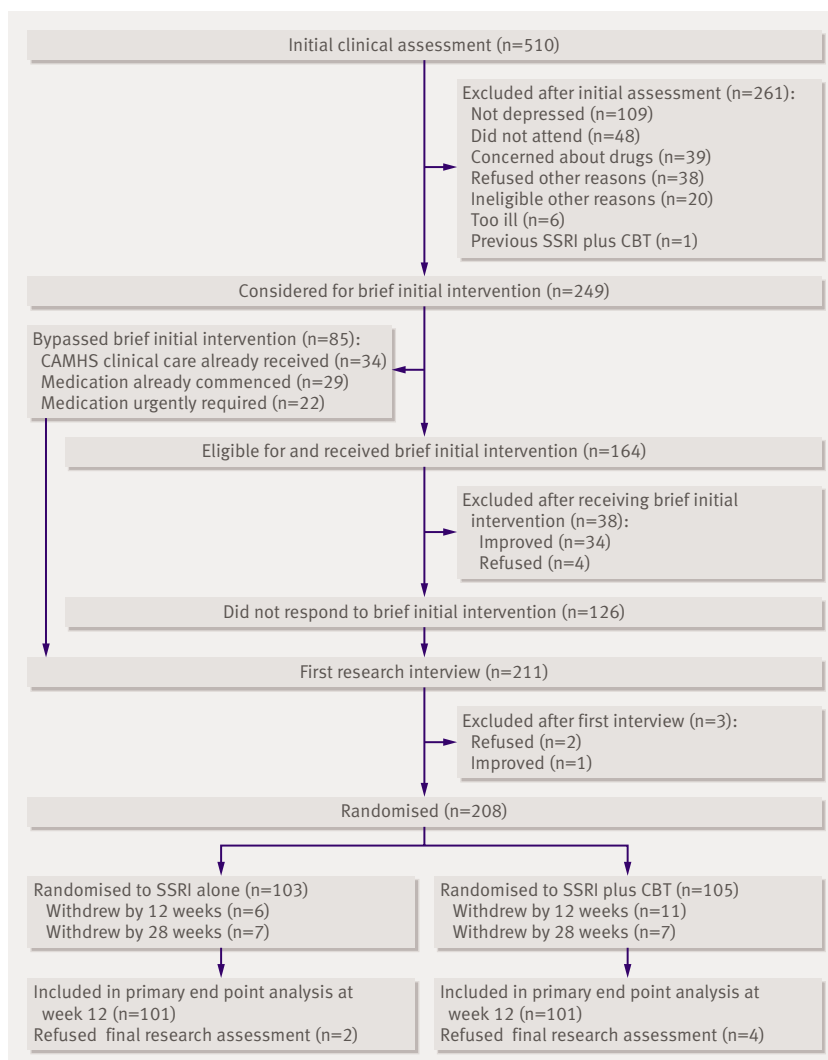 Initial clinical assessment (n=510)
Excluded after initial assessment (n=261):
Not depressed (n=109)
Did not attend (n=48)
Concerned about drugs (n=39)
Refused other reasons (n=38)
Ineligible other reasons (n=20)
Too ill (n=6)
Previous SSRI plus CBT (n=1)
Considered for brief initial intervention (n=249)
Bypassed brief initial intervention (n=85):
CAMHS clinical care already received (n=34)
Medication already commenced (n=29)
Medication urgently required (n=22)
Eligible for and received brief initial intervention (n=164)
Excluded after receiving brief initial
intervention (n=38):
Improved (n=34)
Refused (n=4)
Did not respond to brief initial intervention (n=126)
First research interview (n=211)
Excluded after first interview (n=3):
Refused (n=2)
Improved (n=1)
Randomised (n=208)
Randomised to SSRI alone (n=103)
Withdrew by 12 weeks (n=6)
Withdrew by 28 weeks (n=7)
Randomised to SSRI plus CBT (n=105)
Withdrew by 12 weeks (n=11)
Withdrew by 28 weeks (n=7)
Included in primary end point analysis at
week 12 (n=101)
Refused final research assessment (n=2)
Included in primary end point analysis at
week 12 (n=101)
Refused final research assessment (n=4)